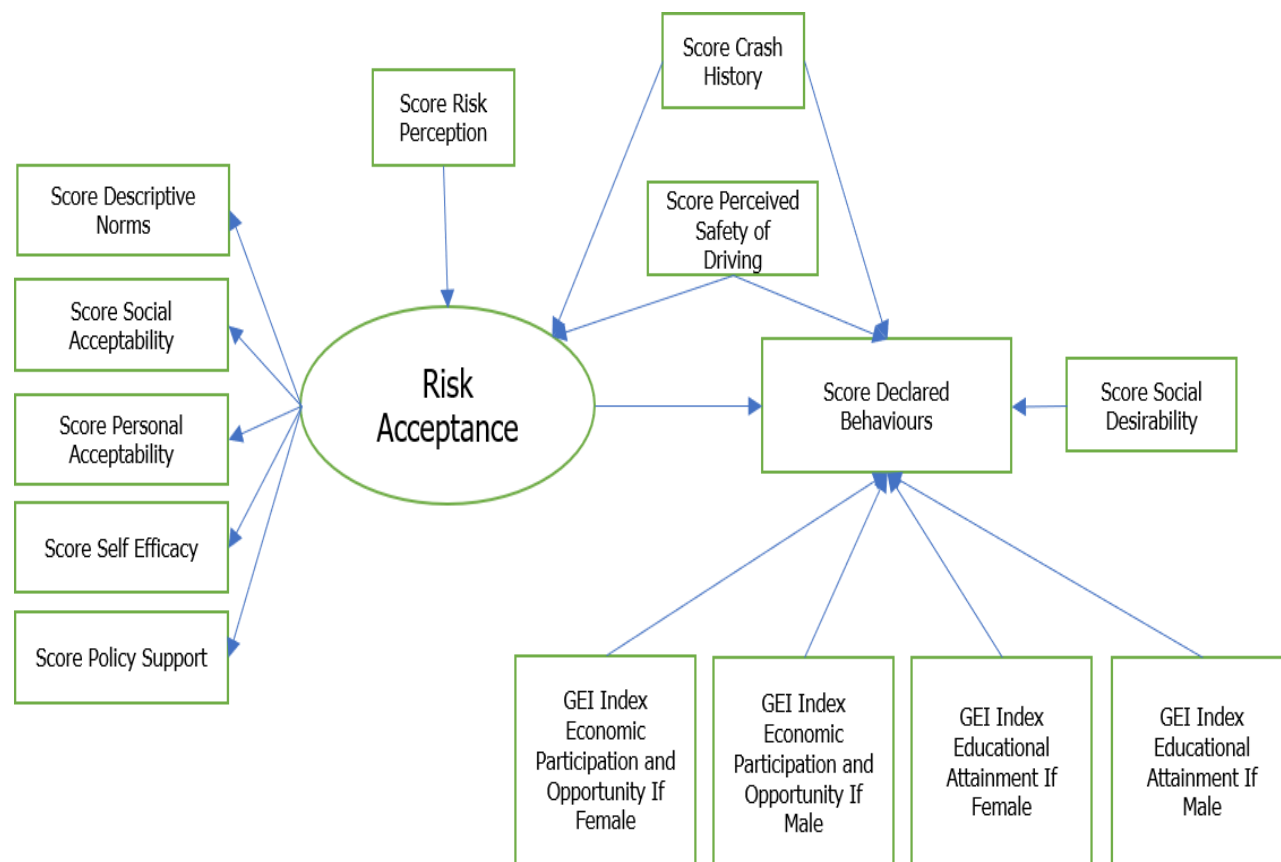 Score Crash
History
Score Risk
Perception
Score Descriptive
Norms
Score Perceived
Safety of
Driving
Score Social
Acceptability
Risk
Acceptance
Score Personal
Acceptability
Score Declared
Behaviours
Score Social
Desirability
Score Self Efficacy
Score Policy Support
GEI Index
Economic
Participation and
Opportunity If
Female
GEI Index
Economic
Participation and
Opportunity If
Male
GEI Index
Educational
Attainment If
Female
GEI Index
Educational
Attainment If
Male